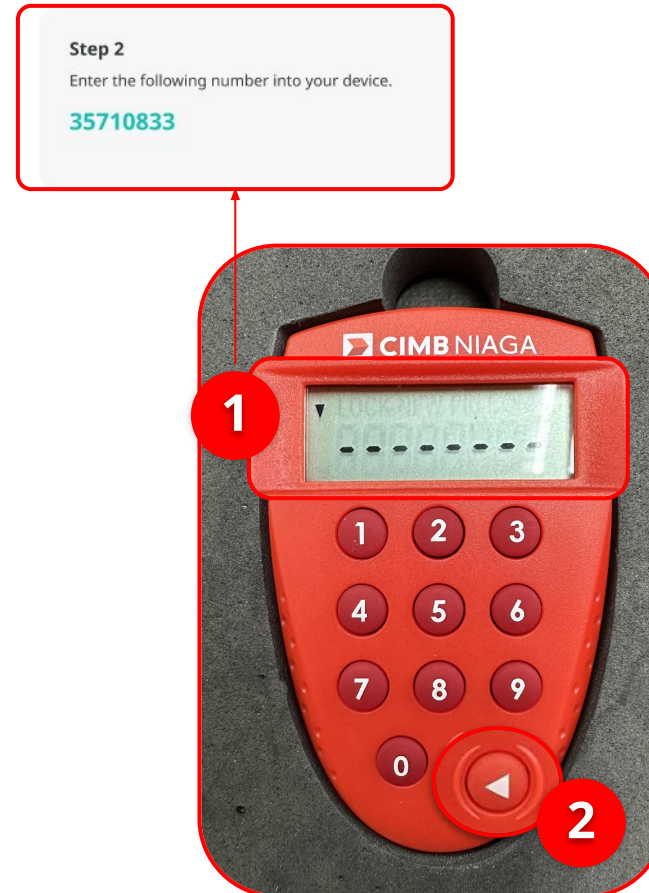 Step 2
Enter the following number into your device.
35710833
CIMB NIAGA
1
1 2 3
4 5 6
7 8 9
0
2